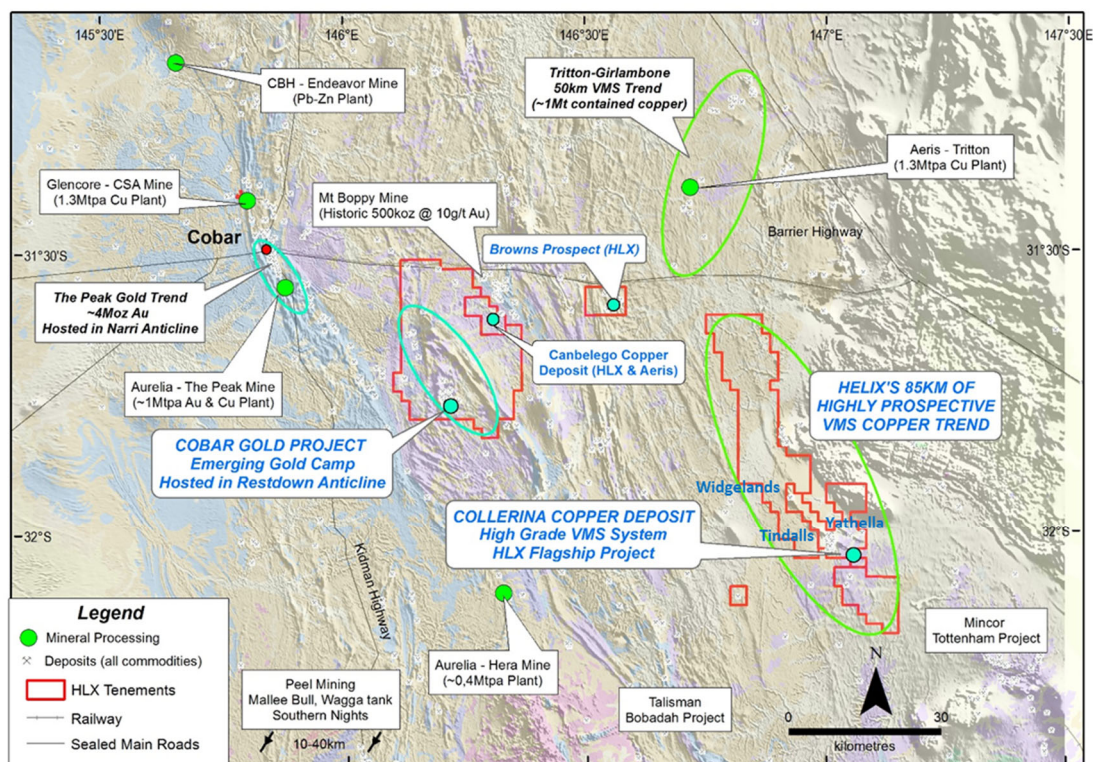 145°30'E
146°E
146°30'E
147°E
147°30'E
CBH - Endeavor Mine
(Pb-Zn Plant)
Tritton-Girlambone
50km VMS Trend
(~1Mt contained copper)
Aeris - Tritton
(1.3Mtpa Cu Plant)
Glencore - CSA Mine
(1.3Mtpa Cu Plant)
Mt Boppy Mine
(Historic 500koz @ 10g/t Au)
Cobar
Browns Prospect (HLX)
Barrier Highway
31°30'S
31°30'S
The Peak Gold Trend
~4Moz Au
Hosted in Narri Anticline
Canbelego Copper
Deposit (HLX & Aeris)
Aurelia - The Peak Mine
(~1Mtpa Au & Cu Plant)
HELIX'S 85KM OF
HIGHLY PROSPECTIVE
VMS COPPER TREND
COBAR GOLD PROJECT
Emerging Gold Camp
Hosted in Restdown Anticline
Widgelands
COLLERINA COPPER DEPOSIT
High Grade VMS System
HLX Flagship Project
Yathella
Tindalls
32°S
32°S
Kidman Highway
Legend
Mineral Processing
Deposits (all commodities)
HLX Tenements
Railway
Sealed Main Roads
Aurelia - Hera Mine
(~0,4Mtpa Plant)
Peel Mining
Mallee Bull, Wagga tank
Southern Nights
10-40km
Talisman
Bobadah Project
Mincor
Tottenham Project
N
0
30
kilometres